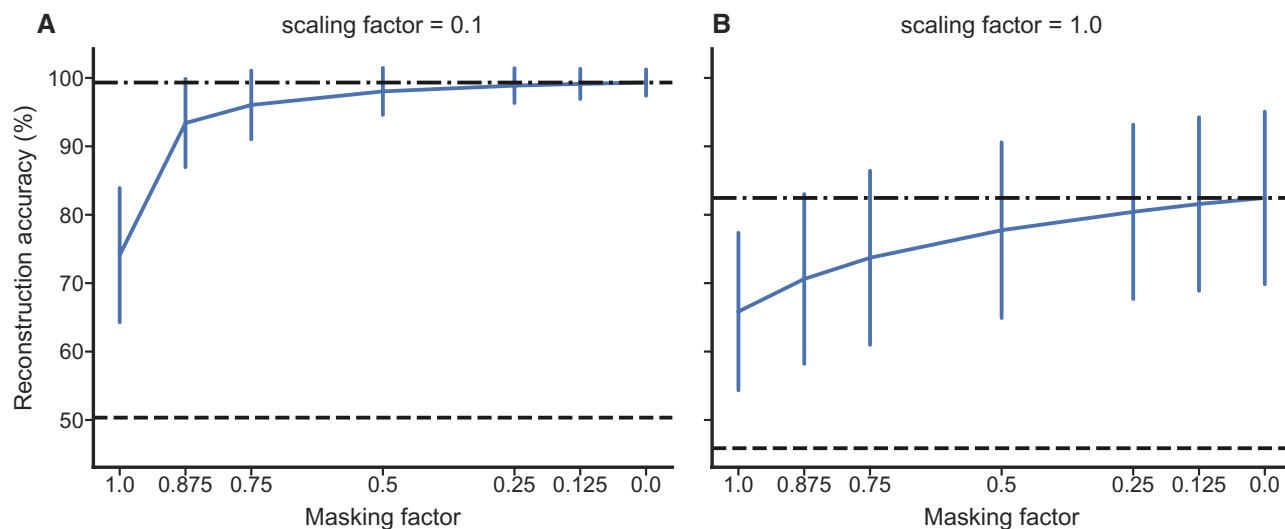 A
scaling factor = 0.1
B
scaling factor = 1.0
Reconstruction accuracy (%)
100
90
80
70
60
50
1.0 0.875 0.75 0.5 0.25 0.125 0.0
1.0 0.875 0.75 0.5 0.25 0.125 0.0
Masking factor
Masking factor